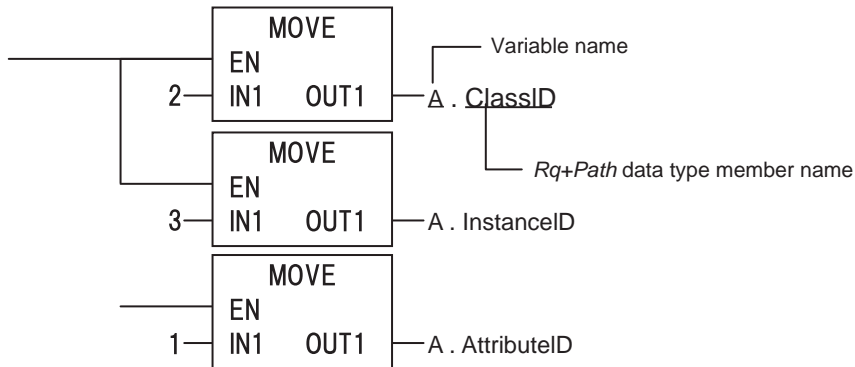 MOVE
Variable name
EN
2 IN1 OUT1 A . ClassID
MOVE
Rq+Path data type member name
EN
3 IN1 OUT1 A . InstanceID
MOVE
EN
1 IN1 OUT1 A . AttributeID